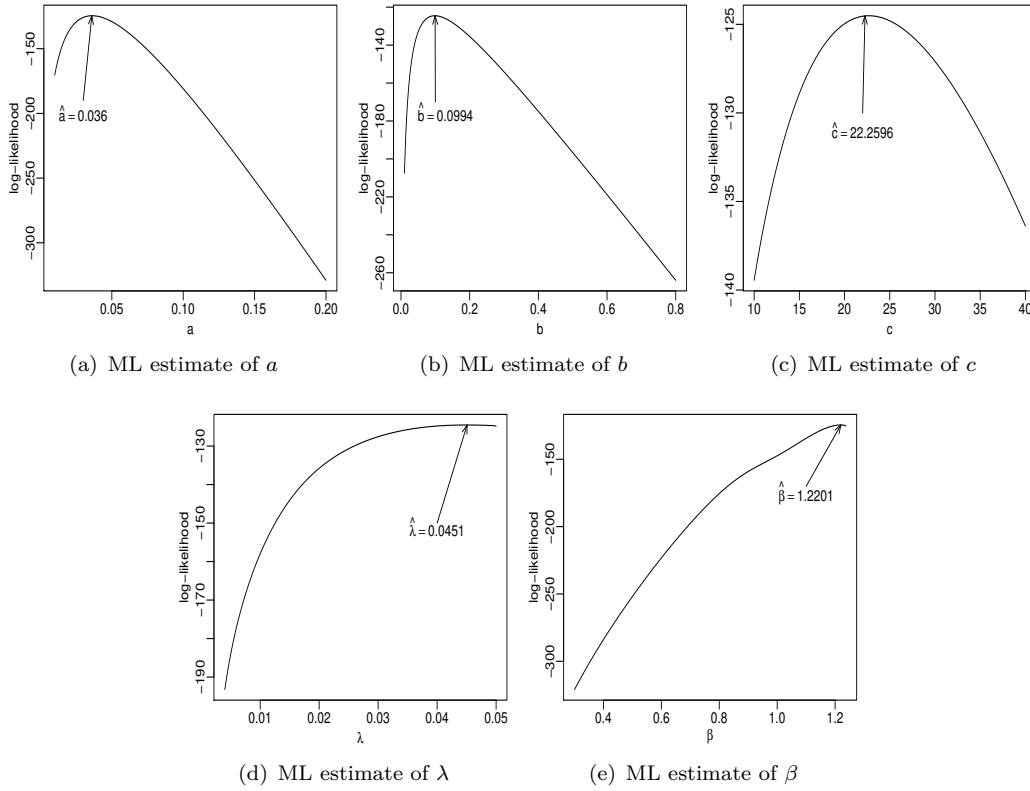 log−likelihood
−150
−200
−250
−300
â = 0.036
0.05
0.10
0.15
0.20
a
(a) ML estimate of a
log−likelihood
−140
−180
−220
−260
b̂ = 0.0994
0.0
0.2
0.4
0.6
0.8
b
(b) ML estimate of b
log−likelihood
−125
−130
−135
−140
ĉ = 22.2596
10
15
20
25
30
35
40
c
(c) ML estimate of c
log−likelihood
−130
−150
−170
−190
λ̂ = 0.0451
0.01
0.02
0.03
0.04
0.05
λ
(d) ML estimate of λ
log−likelihood
−150
−200
−250
−300
β̂ = 1.2201
0.4
0.6
0.8
1.0
1.2
β
(e) ML estimate of β